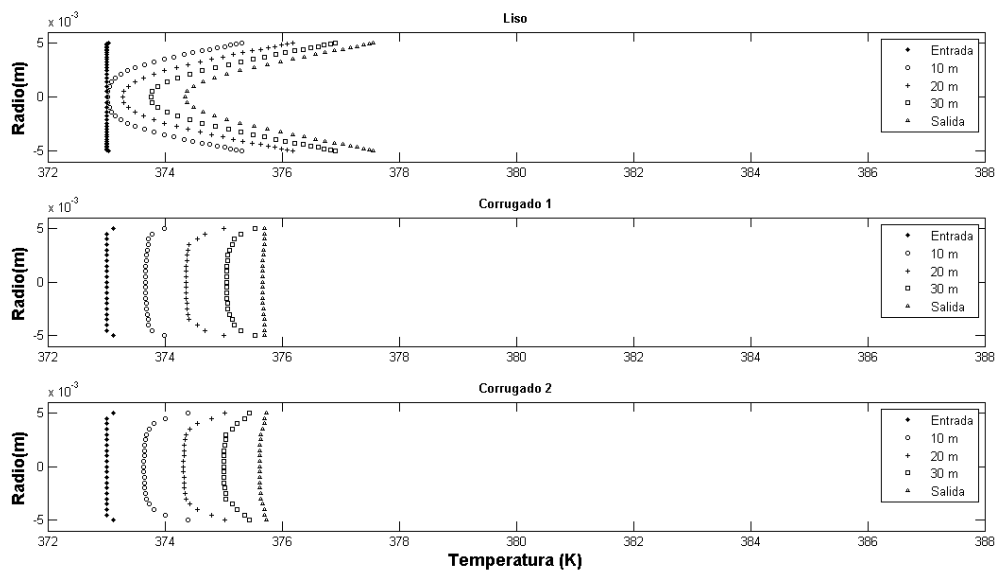 Liso
x 10⁻³
Radio(m)
5
0
-5
372 374 376 378 380 382 384 386 388
Entrada
10 m
20 m
30 m
Salida
Corrugado 1
x 10⁻³
Radio(m)
5
0
-5
372 374 376 378 380 382 384 386 388
Entrada
10 m
20 m
30 m
Salida
Corrugado 2
x 10⁻³
Radio(m)
5
0
-5
372 374 376 378 380 382 384 386 388
Entrada
10 m
20 m
30 m
Salida
Temperatura (K)